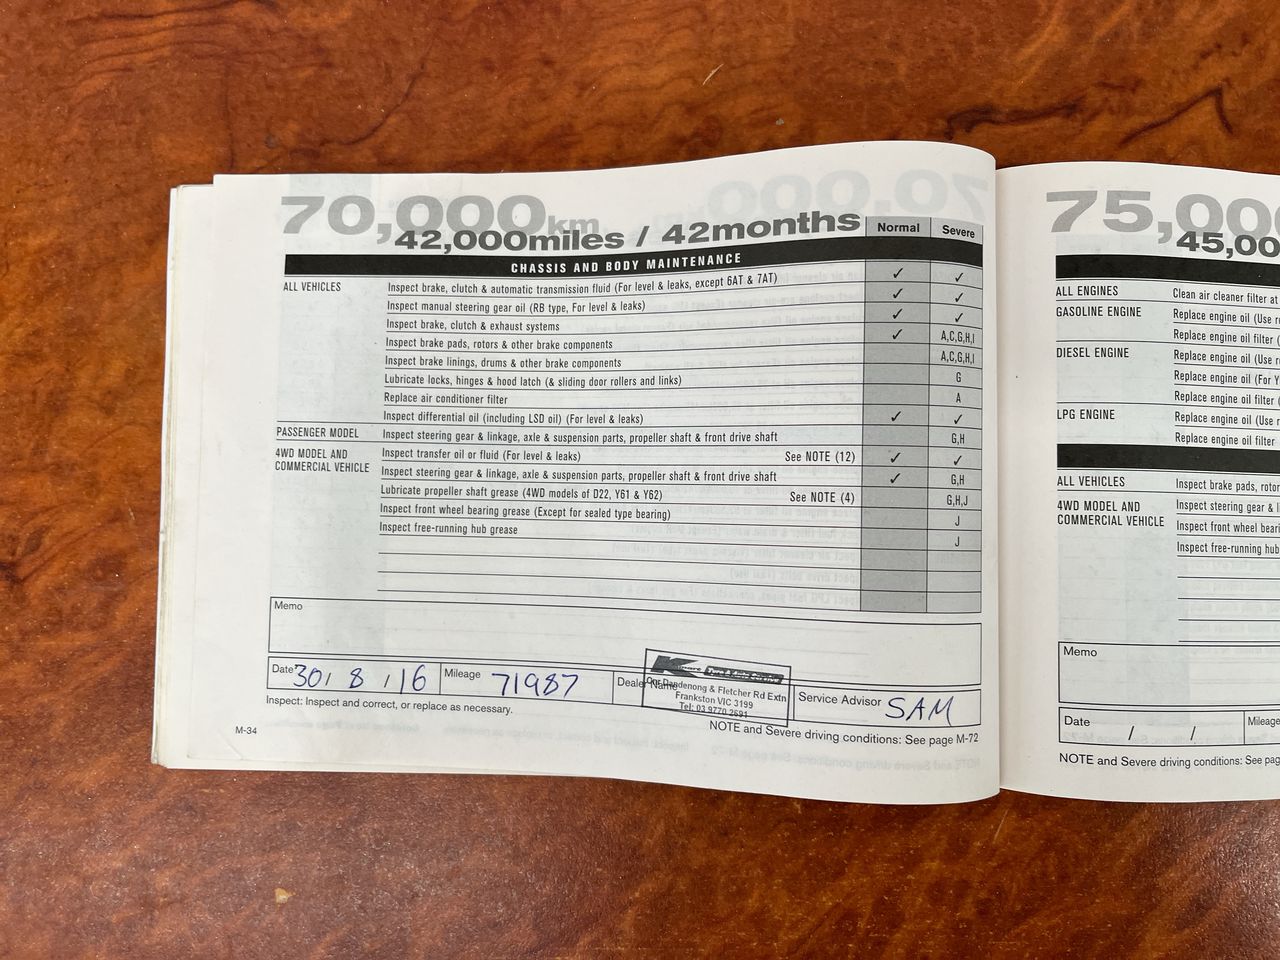 70,000km
42,000miles / 42months
Normal Severe
CHASSIS AND BODY MAINTENANCE
ALL VEHICLES Inspect brake, clutch & automatic transmission fluid (For level & leaks, except 6AT & 7AT) ✓ ✓
Inspect manual steering gear oil (RB type, For level & leaks) ✓ ✓
Inspect brake, clutch & exhaust systems ✓ ✓
Inspect brake pads, rotors & other brake components ✓ A,C,G,H,I
Inspect brake linings, drums & other brake components A,C,G,H,I
Lubricate locks, hinges & hood latch (& sliding door rollers and links) G
Replace air conditioner filter A
Inspect differential oil (including LSD oil) (For level & leaks) ✓ ✓
PASSENGER MODEL Inspect steering gear & linkage, axle & suspension parts, propeller shaft & front drive shaft G,H
4WD MODEL AND COMMERCIAL VEHICLE Inspect transfer oil or fluid (For level & leaks) See NOTE (12) ✓ ✓
Inspect steering gear & linkage, axle & suspension parts, propeller shaft & front drive shaft ✓ G,H
Lubricate propeller shaft grease (4WD models of D22, Y61 & Y62) See NOTE (4) G,H,J
Inspect front wheel bearing grease (Except for sealed type bearing) J
Inspect free-running hub grease J
Memo
Date 30/ 8 / 16 Mileage 71987 Dealer Name Service Advisor SAM
Cnr Dandenong & Fletcher Rd Extn
Frankston VIC 3199
Tel: 03 9770 2691
Inspect: Inspect and correct, or replace as necessary.
NOTE and Severe driving conditions: See page M-72
M-34
75,00
45,00
ALL ENGINES Clean air cleaner filter at
GASOLINE ENGINE Replace engine oil (Use
Replace engine oil filter (
DIESEL ENGINE Replace engine oil (Use
Replace engine oil (For Y
Replace engine oil filter (
LPG ENGINE Replace engine oil (Use
Replace engine oil filter
ALL VEHICLES Inspect brake pads, rotor
4WD MODEL AND COMMERCIAL VEHICLE Inspect steering gear &
Inspect front wheel beari
Inspect free-running hub
Memo
Date / / Mileage
NOTE and Severe driving conditions: See pag